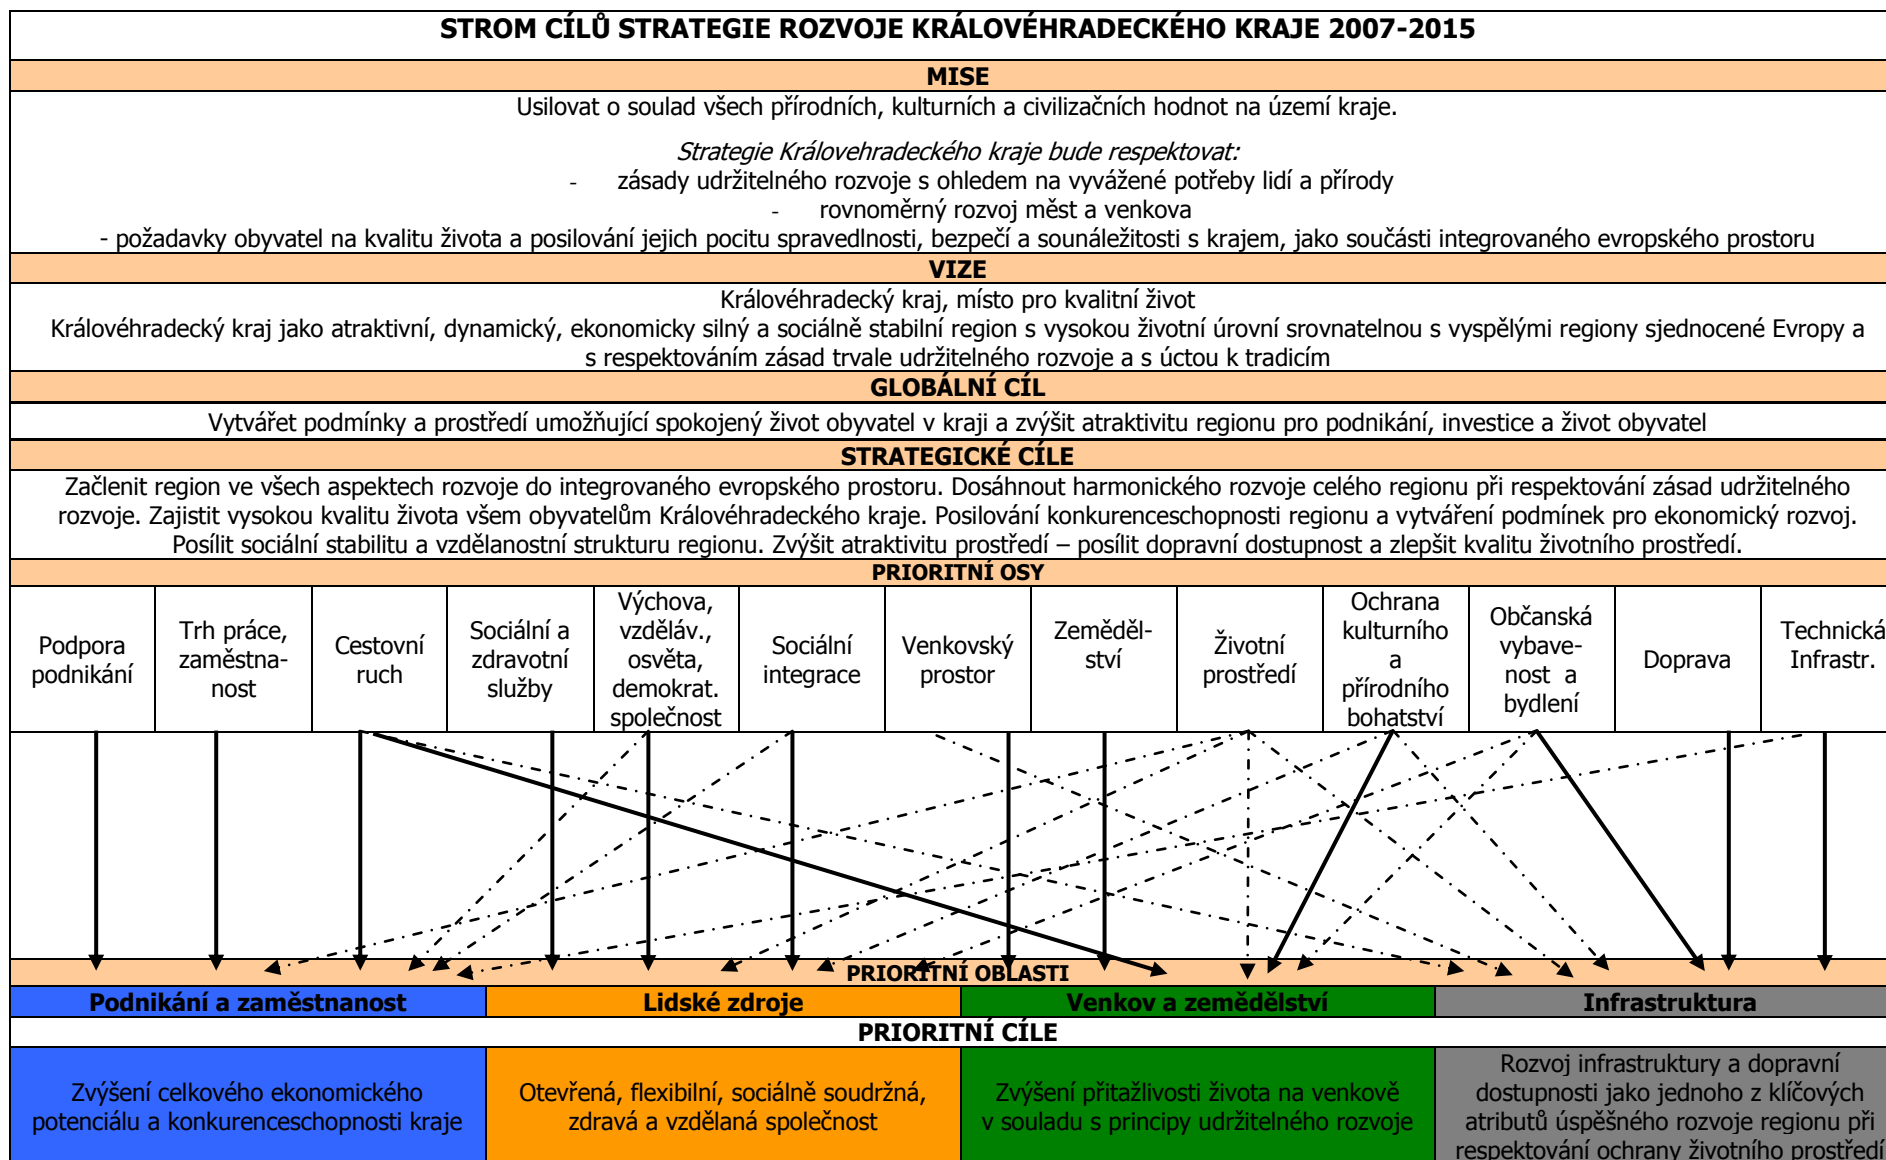 STROM CÍLŮ STRATEGIE ROZVOJE KRÁLOVÉHRADECKÉHO KRAJE 2007-2015
MISE
Usilovat o soulad všech přírodních, kulturních a civilizačních hodnot na území kraje.
Strategie Královehradeckého kraje bude respektovat:
- zásady udržitelného rozvoje s ohledem na vyvážené potřeby lidí a přírody
- rovnoměrný rozvoj měst a venkova
- požadavky obyvatel na kvalitu života a posilování jejich pocitu spravedlnosti, bezpečí a sounáležitosti s krajem, jako součásti integrovaného evropského prostoru
VIZE
Královéhradecký kraj, místo pro kvalitní život
Královéhradecký kraj jako atraktivní, dynamický, ekonomicky silný a sociálně stabilní region s vysokou životní úrovní srovnatelnou s vyspělými regiony sjednocené Evropy a
s respektováním zásad trvale udržitelného rozvoje a s úctou k tradicím
GLOBÁLNÍ CÍL
Vytvářet podmínky a prostředí umožňující spokojený život obyvatel v kraji a zvýšit atraktivitu regionu pro podnikání, investice a život obyvatel
STRATEGICKÉ CÍLE
Začlenit region ve všech aspektech rozvoje do integrovaného evropského prostoru. Dosáhnout harmonického rozvoje celého regionu při respektování zásad udržitelného
rozvoje. Zajistit vysokou kvalitu života všem obyvatelům Královéhradeckého kraje. Posilování konkurenceschopnosti regionu a vytváření podmínek pro ekonomický rozvoj.
Posílit sociální stabilitu a vzdělanostní strukturu regionu. Zvýšit atraktivitu prostředí – posílit dopravní dostupnost a zlepšit kvalitu životního prostředí.
PRIORITNÍ OSY
Podpora
podnikání
Trh práce,
zaměstna-
nost
Cestovní
ruch
Sociální a
zdravotní
služby
Výchova,
vzděláv.,
osvěta,
demokrat.
společnost
Sociální
integrace
Venkovský
prostor
Zeměděl-
ství
Životní
prostředí
Ochrana
kulturního
a
přírodního
bohatství
Občanská
vybave-
nost a
bydlení
Doprava
Technická
Infrastr.
PRIORITNÍ OBLASTI
Podnikání a zaměstnanost
Lidské zdroje
Venkov a zemědělství
Infrastruktura
PRIORITNÍ CÍLE
Zvýšení celkového ekonomického
potenciálu a konkurenceschopnosti kraje
Otevřená, flexibilní, sociálně soudržná,
zdravá a vzdělaná společnost
Zvýšení přitažlivosti života na venkově
v souladu s principy udržitelného rozvoje
Rozvoj infrastruktury a dopravní
dostupnosti jako jednoho z klíčových
atributů úspěšného rozvoje regionu při
respektování ochrany životního prostředí